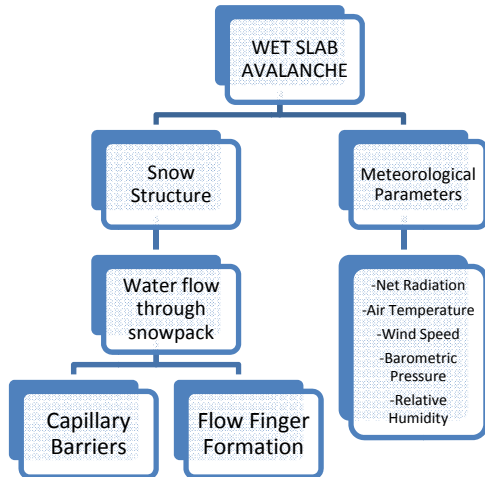 WET SLAB
AVALANCHE
Snow
Structure
Meteorological
Parameters
Water flow
through
snowpack
-Net Radiation
-Air Temperature
-Wind Speed
-Barometric
Pressure
-Relative
Humidity
Capillary
Barriers
Flow Finger
Formation